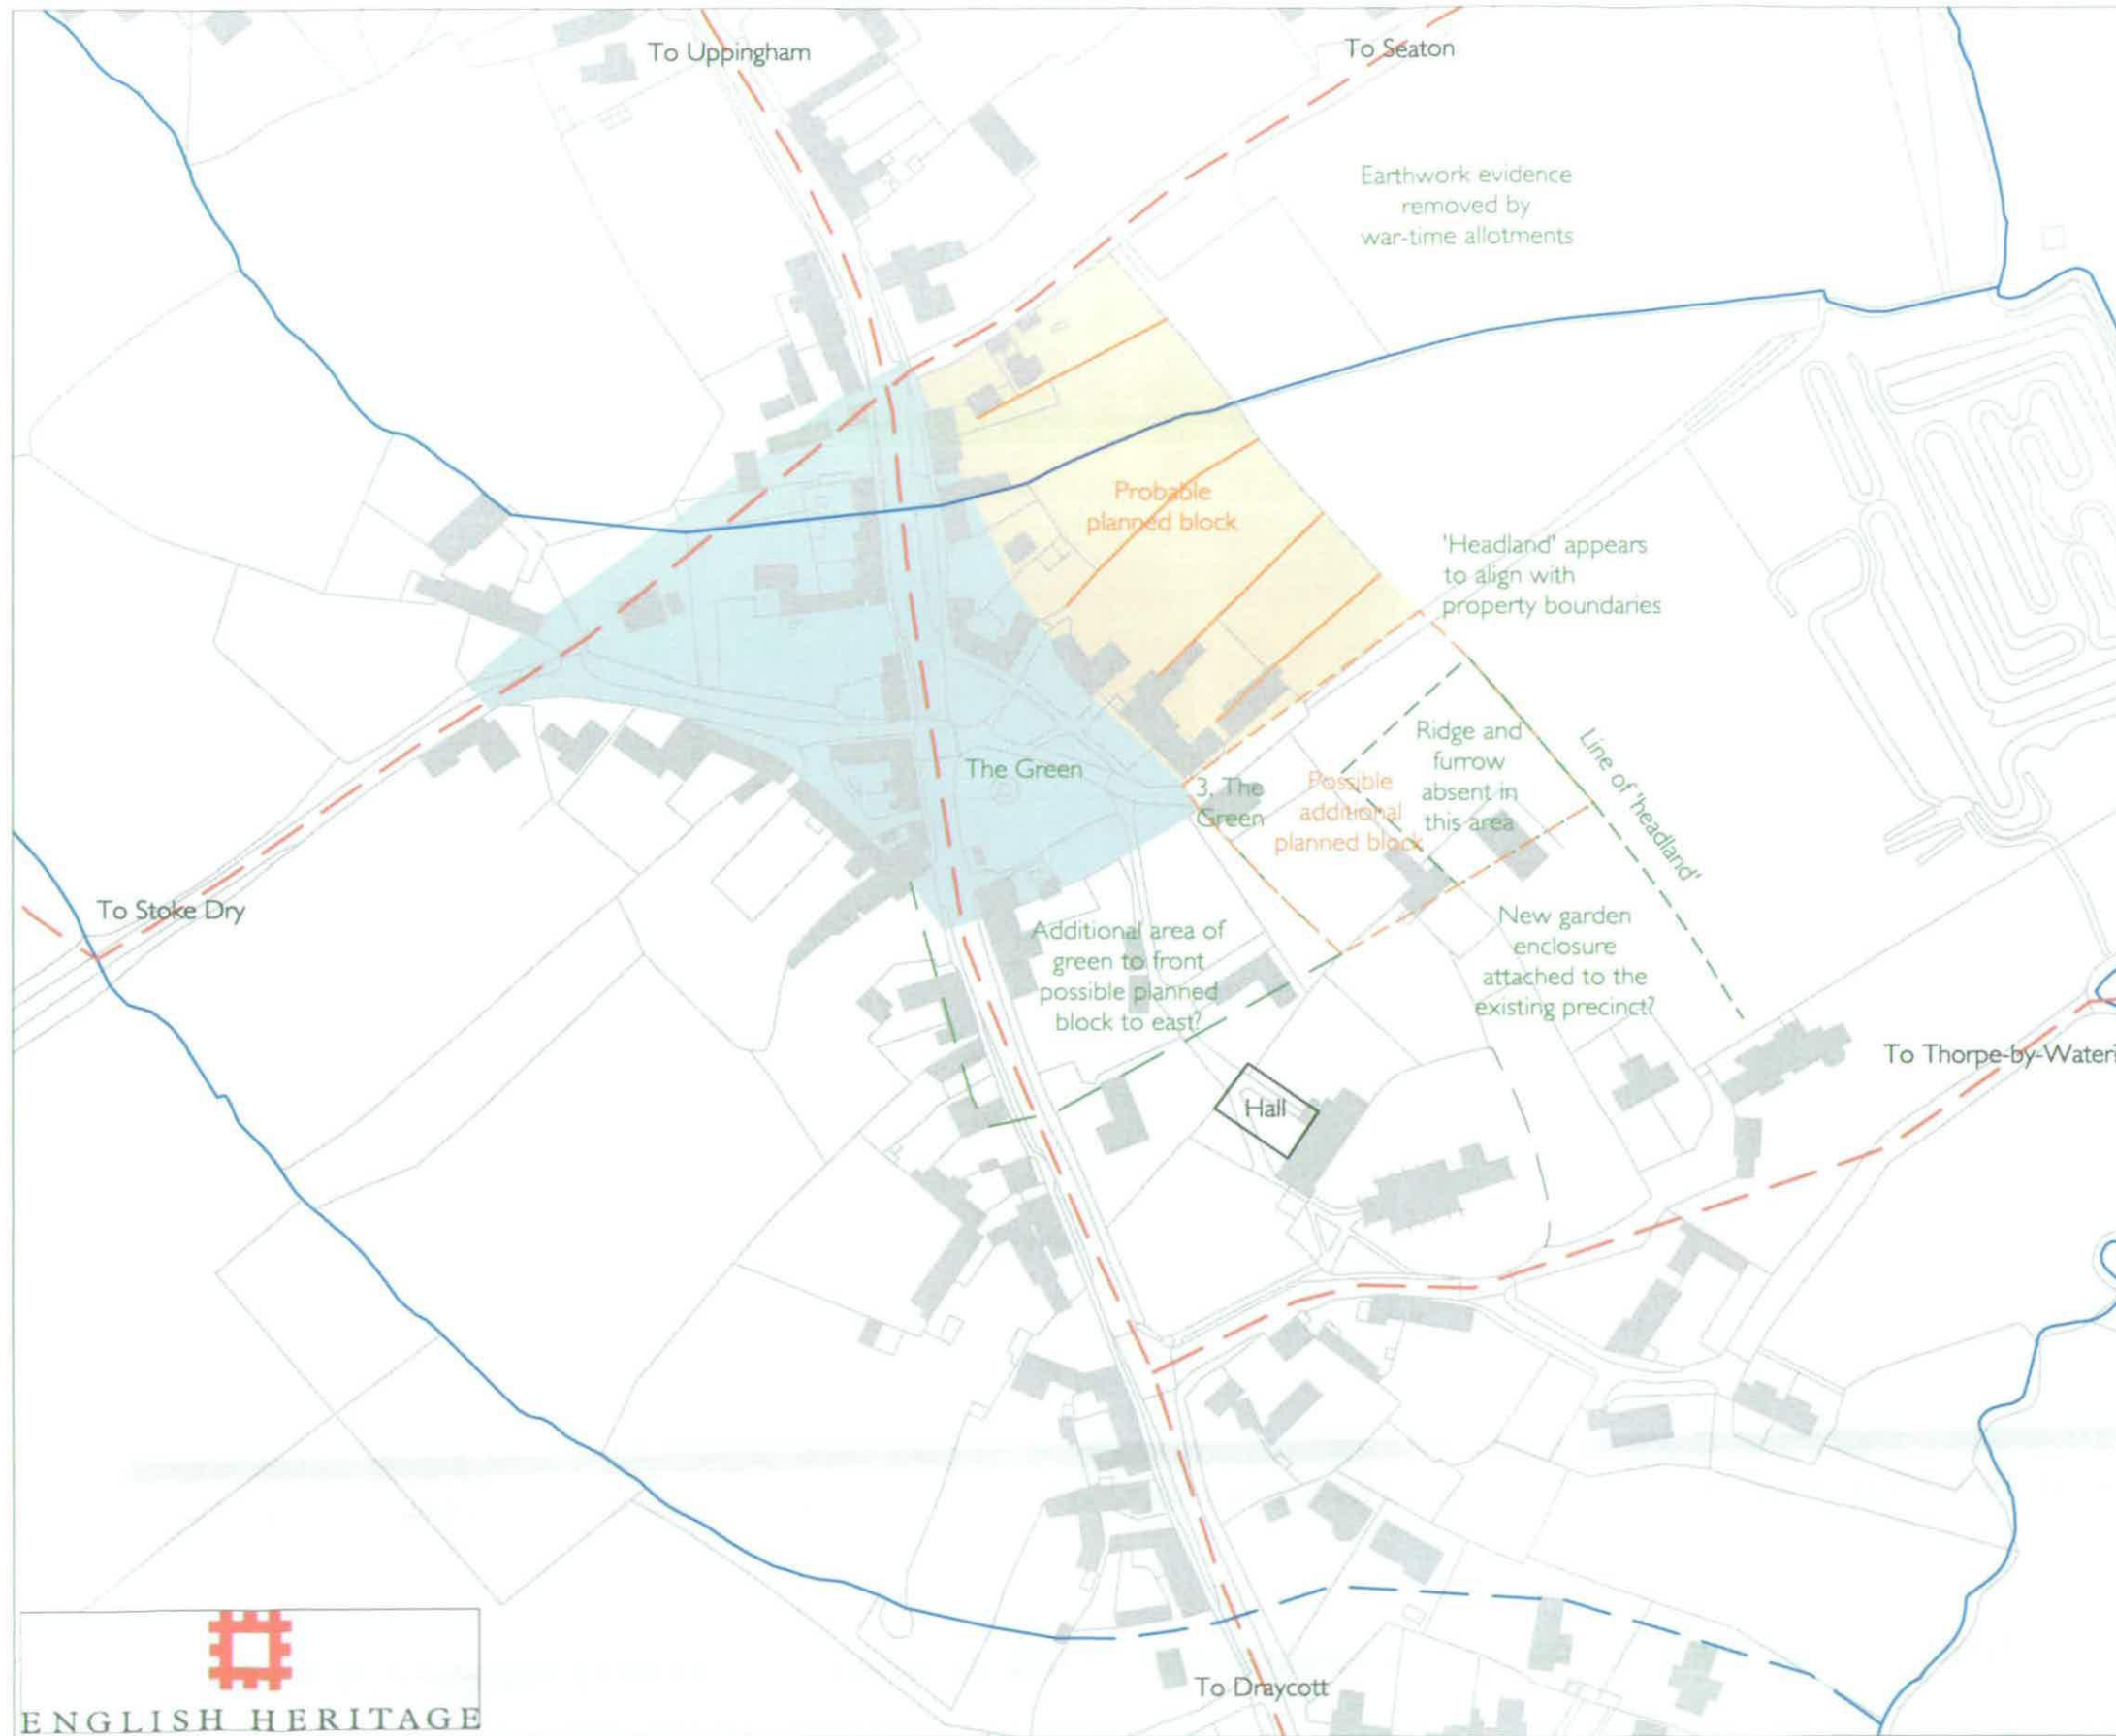 To Uppingham
To Seaton
Earthwork evidence
removed by
war-time allotments
Probable
planned block
'Headland' appears
to align with
property boundaries
Ridge and
furrow
absent in
this area
Line of 'headland'
The Green
3, The
Green
Possible
additional
planned block
To Stoke Dry
Additional area of
green to front
possible planned
block to east?
New garden
enclosure
attached to the
existing precinct?
To Thorpe-by-Water
Hall
To Draycott
ENGLISH HERITAGE